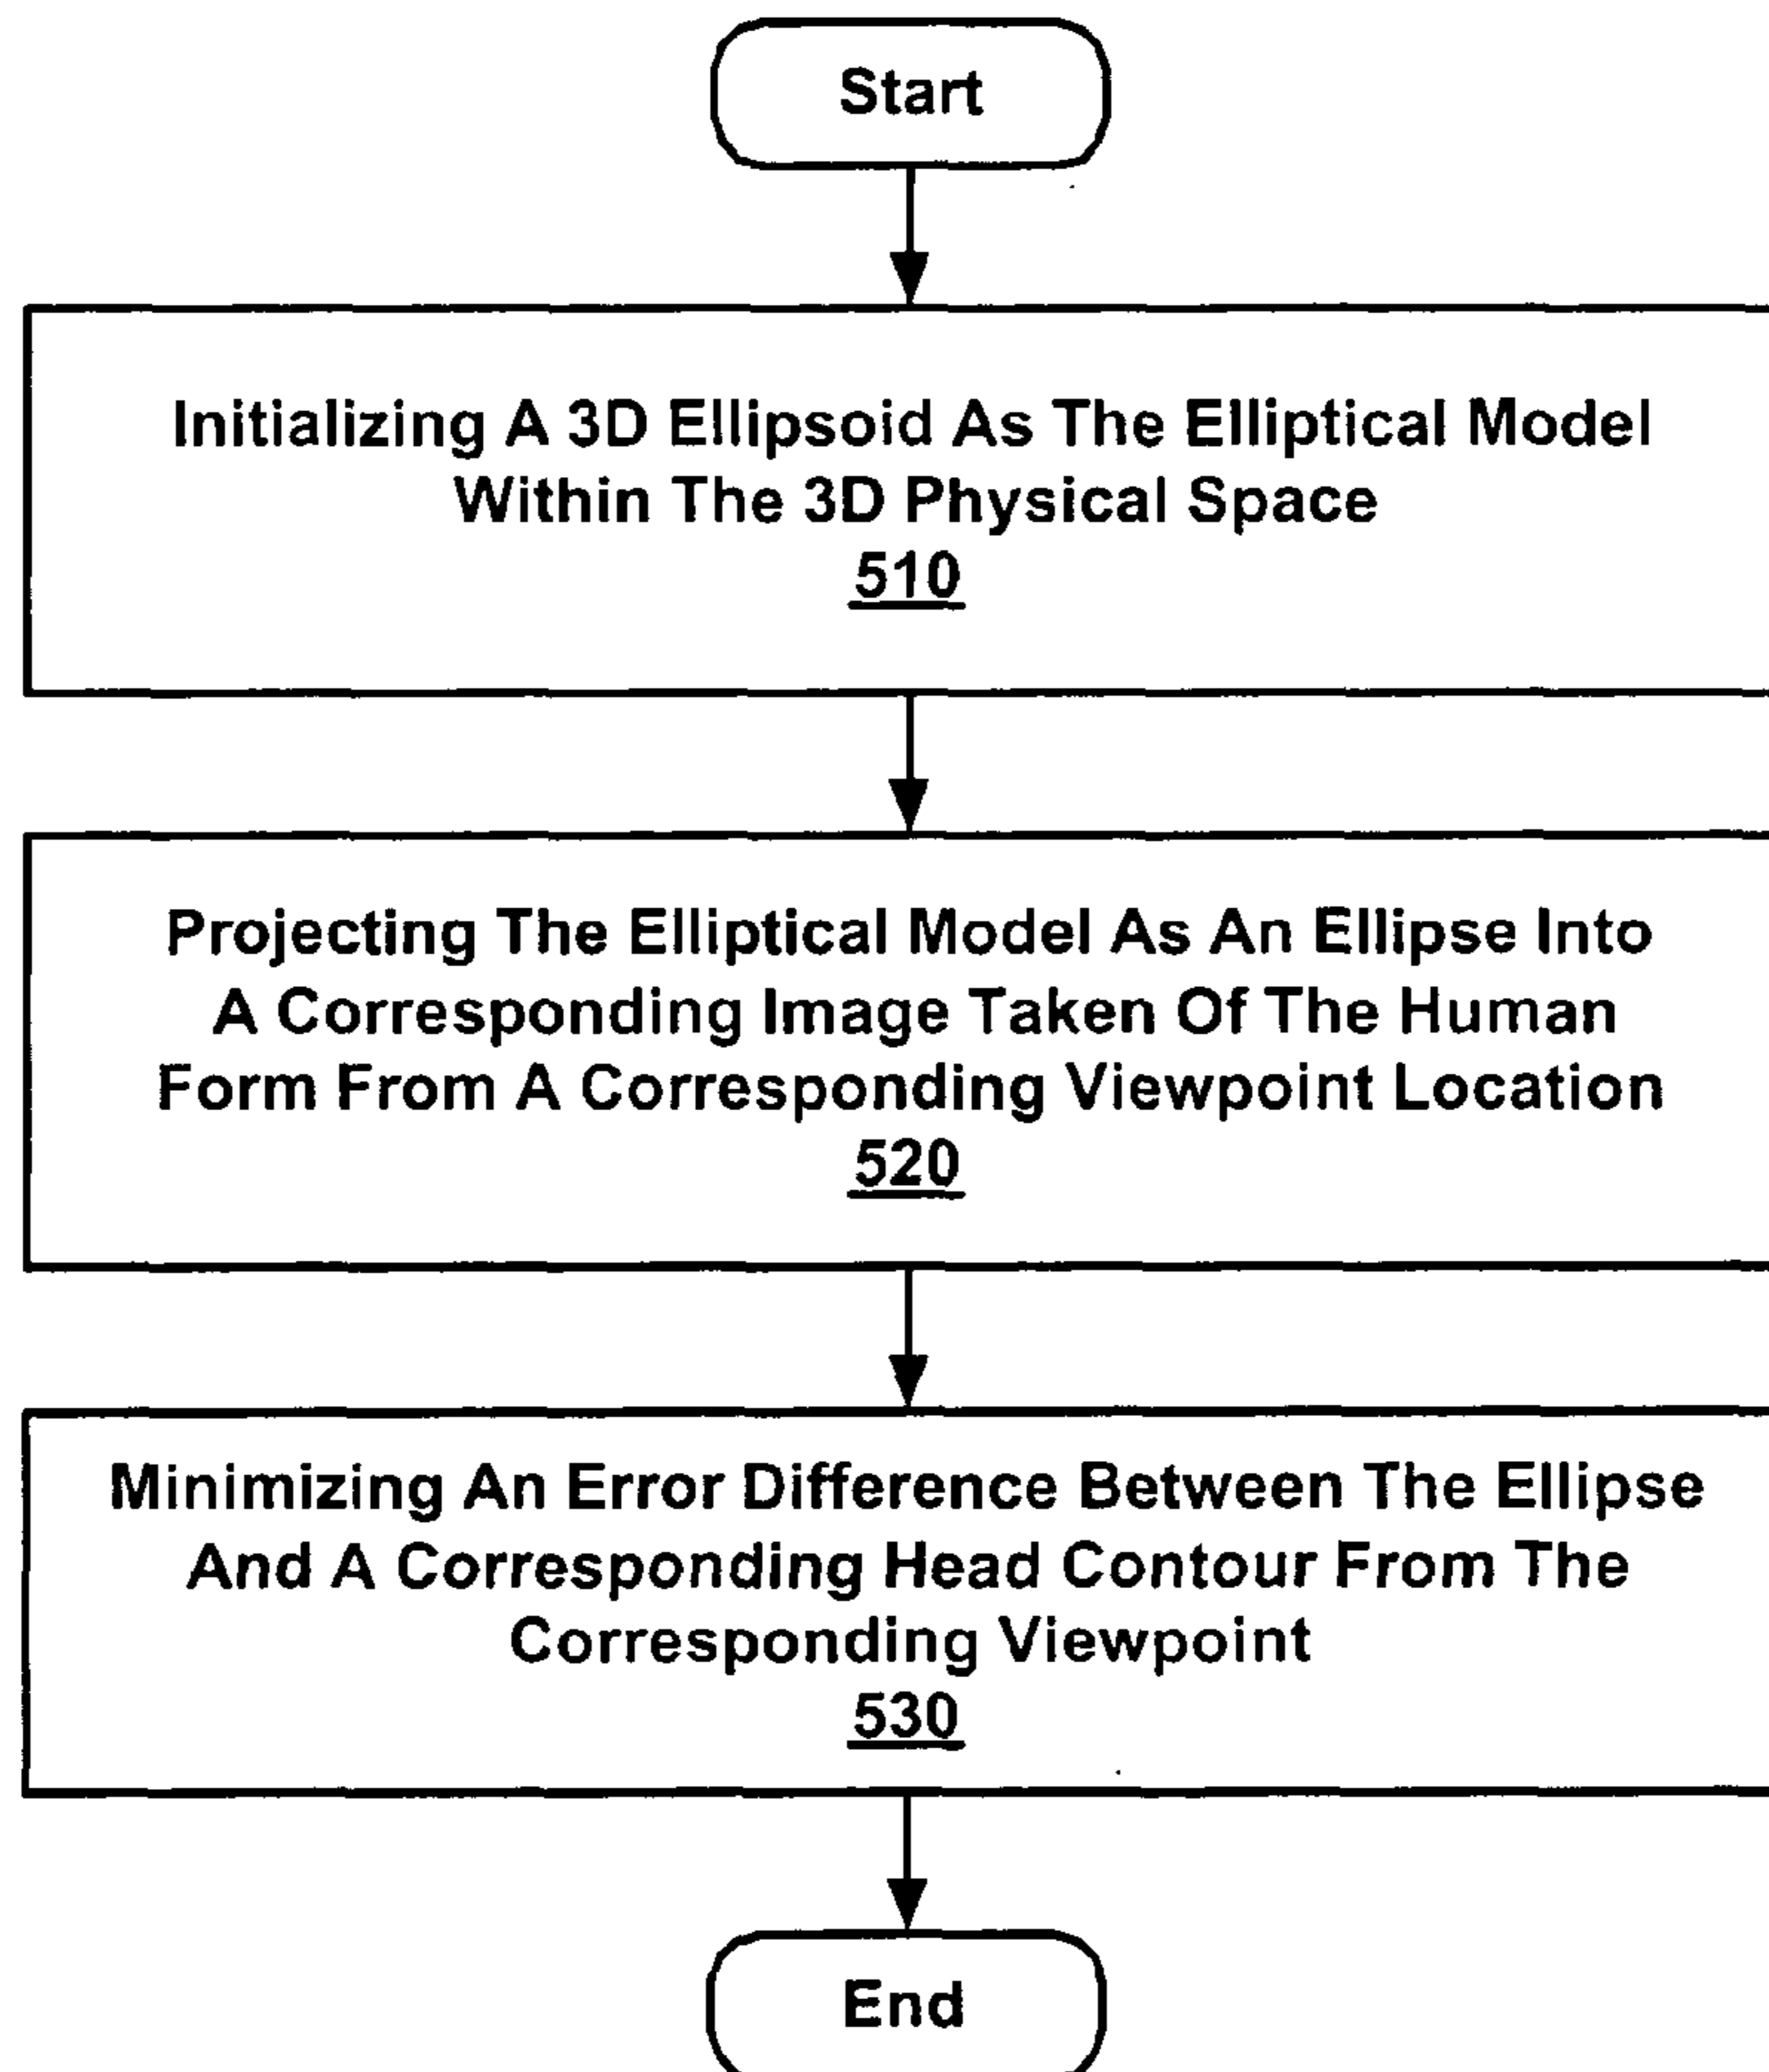 Start
Initializing A 3D Ellipsoid As The Elliptical Model
Within The 3D Physical Space
510
Projecting The Elliptical Model As An Ellipse Into
A Corresponding Image Taken Of The Human
Form From A Corresponding Viewpoint Location
520
Minimizing An Error Difference Between The Ellipse
And A Corresponding Head Contour From The
Corresponding Viewpoint
530
End